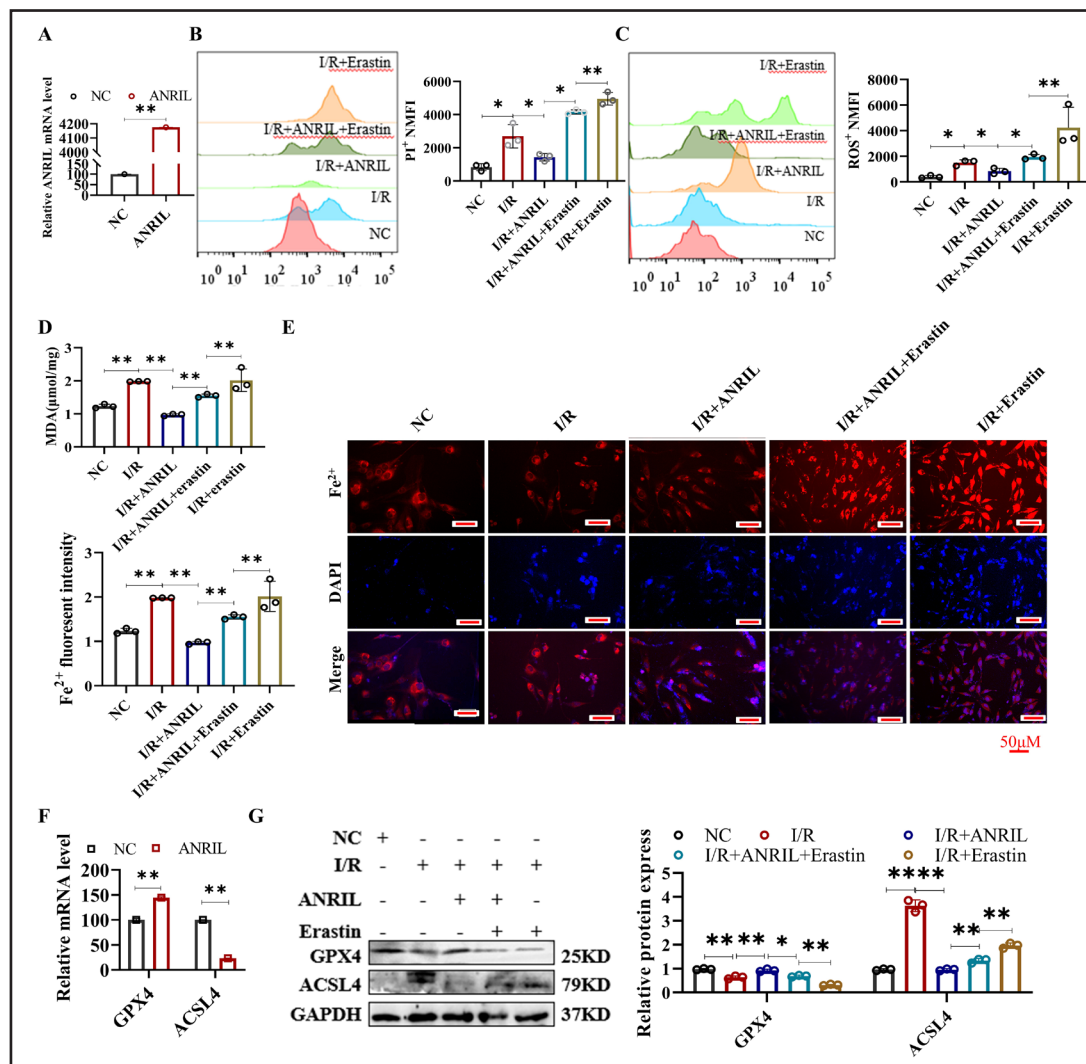 A
Relative ANRIL mRNA level
NC ANRIL
**
4200
4000
100
50
0
NC
ANRIL
B
I/R+Erastin
I/R+ANRIL+Erastin
I/R+ANRIL
I/R
NC
10^0 10^1 10^2 10^3 10^4 10^5
PI+ NMFI
6000
4000
2000
0
* * * **
NC
I/R
I/R+ANRIL
I/R+ANRIL+Erastin
I/R+Erastin
C
I/R+Erastin
I/R+ANRIL+Erastin
I/R+ANRIL
I/R
NC
10^0 10^1 10^2 10^3 10^4 10^5
ROS+ NMFI
8000
6000
4000
2000
0
* * * **
NC
I/R
I/R+ANRIL
I/R+ANRIL+Erastin
I/R+Erastin
D
MDA(μmol/mg)
3
2
1
0
** ** ** **
NC
I/R
I/R+ANRIL
I/R+ANRIL+erastin
I/R+erastin
Fe2+ fluoresent intensity
3
2
1
0
** ** ** **
NC
I/R
I/R+ANRIL
I/R+ANRIL+Erastin
I/R+Erastin
E
NC
I/R
I/R+ANRIL
I/R+ANRIL+Erastin
I/R+Erastin
Fe2+
DAPI
Merge
50μM
F
Relative mRNA level
NC ANRIL
200
150
100
50
0
** **
GPX4
ACSL4
G
NC + - - - -
I/R - + + + +
ANRIL - - + + -
Erastin - - - + +
GPX4 25KD
ACSL4 79KD
GAPDH 37KD
NC I/R I/R+ANRIL
I/R+ANRIL+Erastin I/R+Erastin
Relative protein express
5
4
3
2
1
0
** ** * **
** ** ** **
GPX4
ACSL4